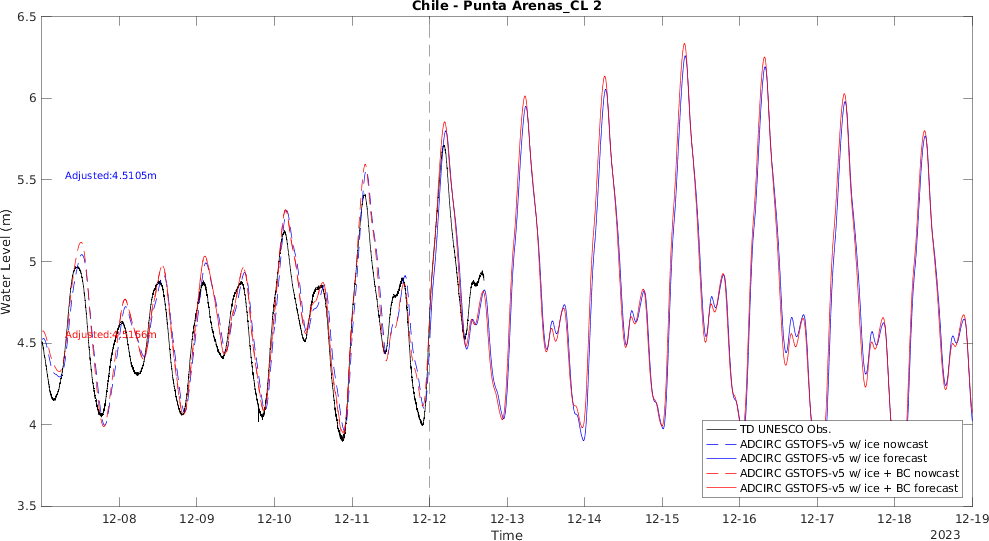 Chile - Punta Arenas_CL 2
6.5
6
5.5
5
4.5
4
3.5
Water Level (m)
Adjusted:4.5105m
Adjusted:4.5166m
TD UNESCO Obs.
ADCIRC GSTOFS-v5 w/ ice nowcast
ADCIRC GSTOFS-v5 w/ ice forecast
ADCIRC GSTOFS-v5 w/ ice + BC nowcast
ADCIRC GSTOFS-v5 w/ ice + BC forecast
12-08 12-09 12-10 12-11 12-12 12-13 12-14 12-15 12-16 12-17 12-18 12-19
Time
2023